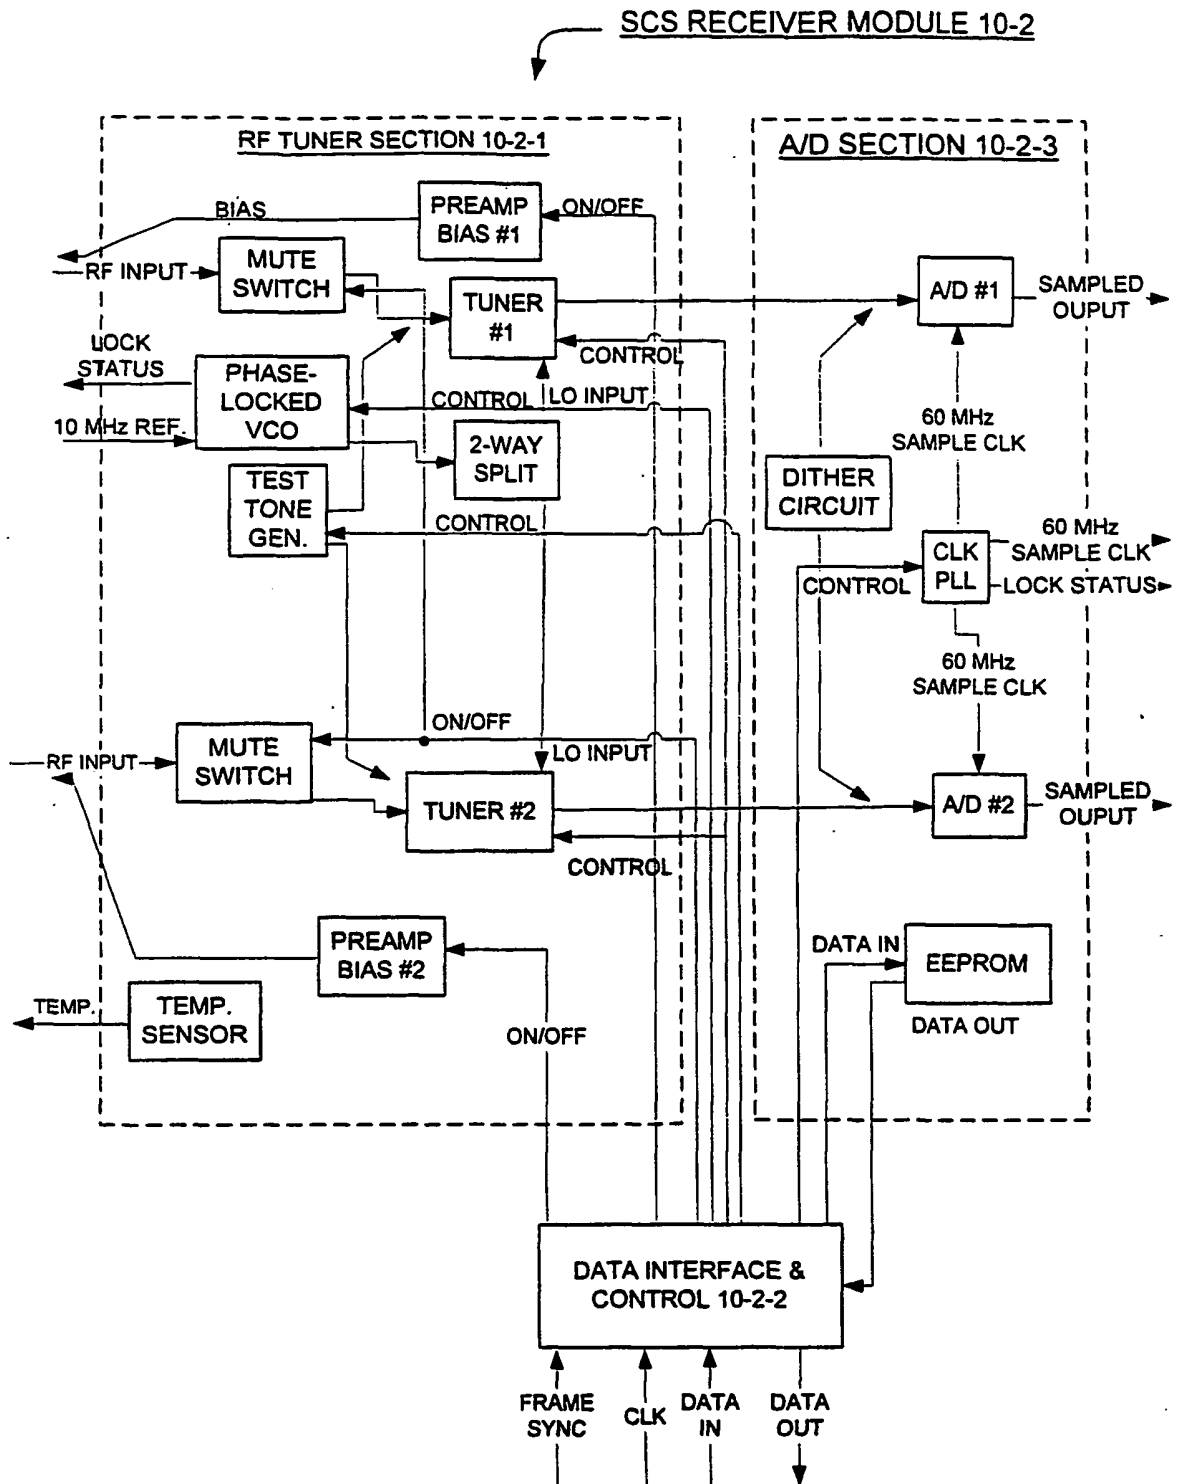 SCS RECEIVER MODULE 10-2
RF TUNER SECTION 10-2-1
A/D SECTION 10-2-3
BIAS
PREAMP
BIAS #1
ON/OFF
RF INPUT
MUTE
SWITCH
TUNER
#1
A/D #1
SAMPLED
OUPUT
LOCK
STATUS
CONTROL
PHASE-
LOCKED
VCO
CONTROL
LO INPUT
10 MHz REF.
60 MHz
SAMPLE CLK
2-WAY
SPLIT
TEST
TONE
GEN.
CONTROL
DITHER
CIRCUIT
CLK
PLL
60 MHz
SAMPLE CLK
CONTROL
LOCK STATUS
60 MHz
SAMPLE CLK
ON/OFF
RF INPUT
MUTE
SWITCH
LO INPUT
TUNER #2
A/D #2
SAMPLED
OUPUT
CONTROL
PREAMP
BIAS #2
DATA IN
EEPROM
TEMP.
TEMP.
SENSOR
ON/OFF
DATA OUT
DATA INTERFACE &
CONTROL 10-2-2
FRAME
SYNC
CLK
DATA
IN
DATA
OUT